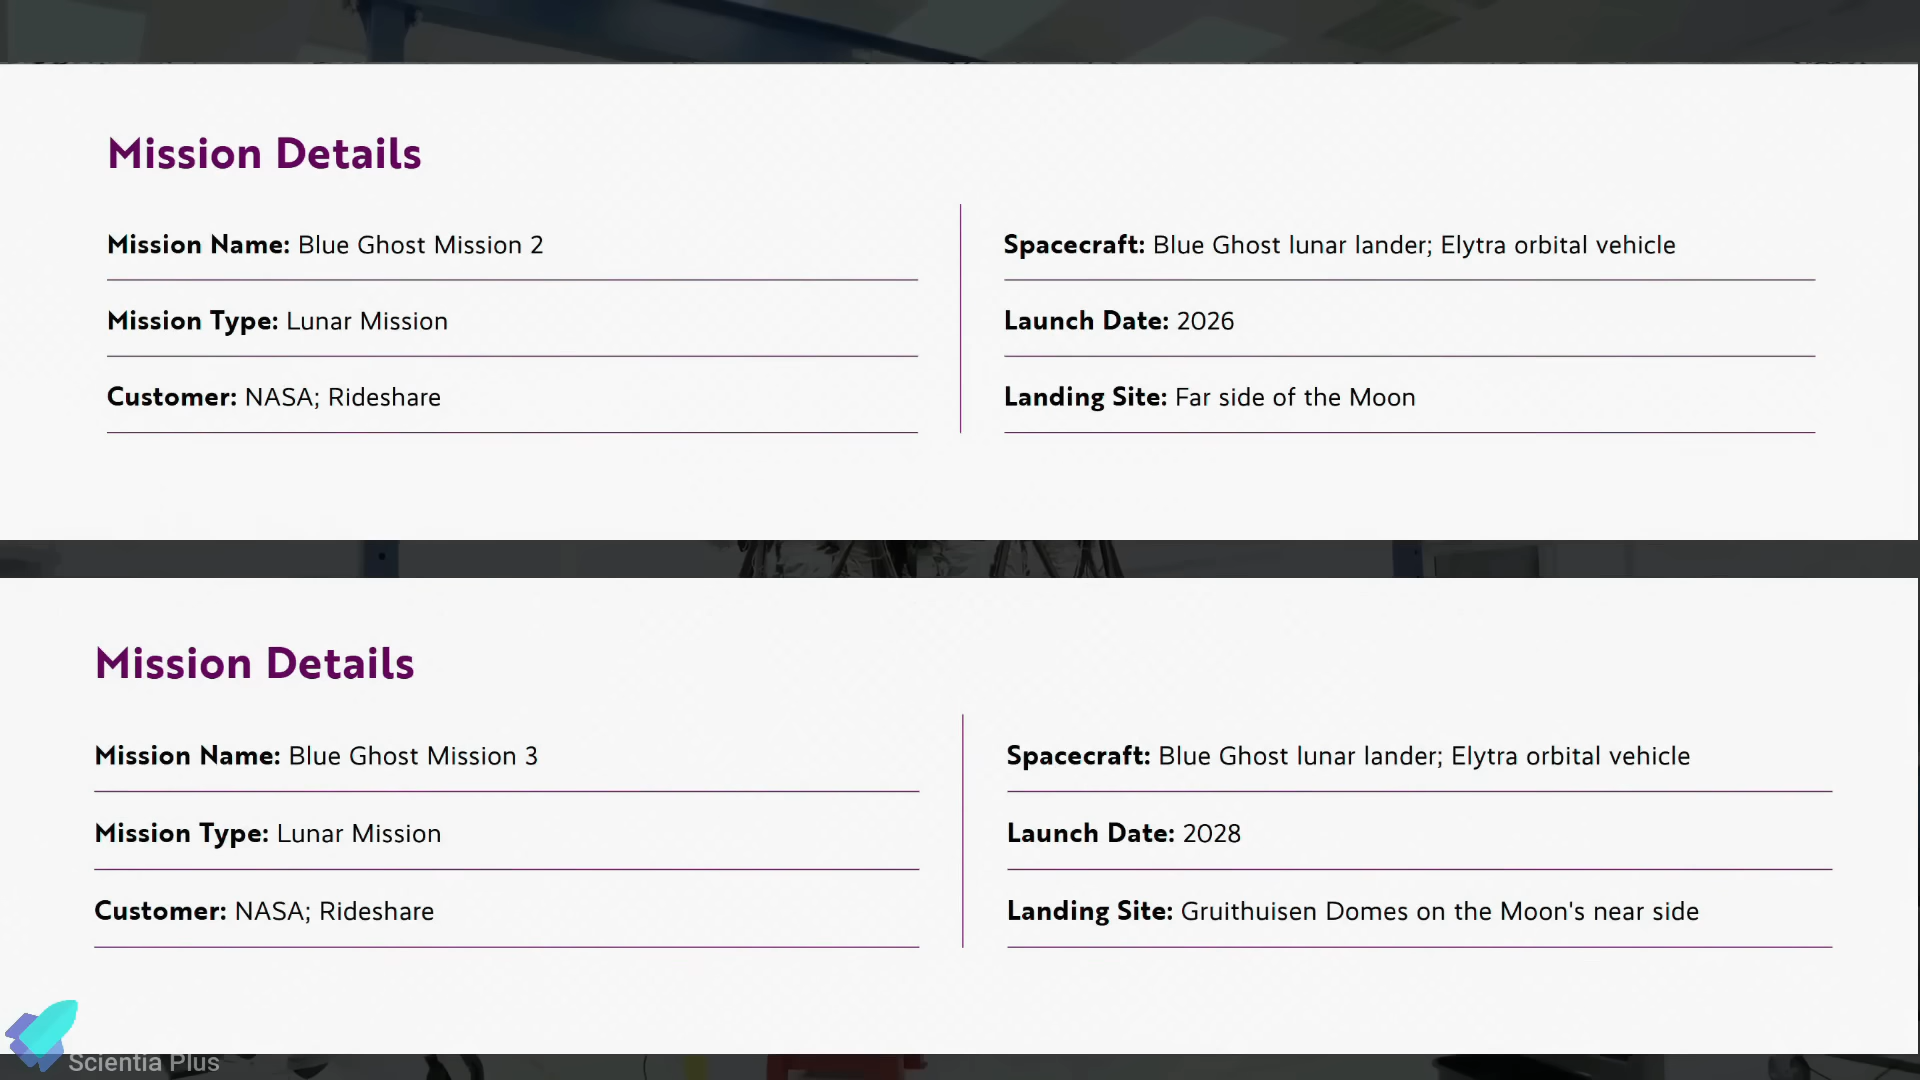 Mission Details
Mission Name: Blue Ghost Mission 2
Spacecraft: Blue Ghost lunar lander; Elytra orbital vehicle
Mission Type: Lunar Mission
Launch Date: 2026
Customer: NASA; Rideshare
Landing Site: Far side of the Moon
Mission Details
Mission Name: Blue Ghost Mission 3
Spacecraft: Blue Ghost lunar lander; Elytra orbital vehicle
Mission Type: Lunar Mission
Launch Date: 2028
Customer: NASA; Rideshare
Landing Site: Gruithuisen Domes on the Moon's near side
Scientia Plus